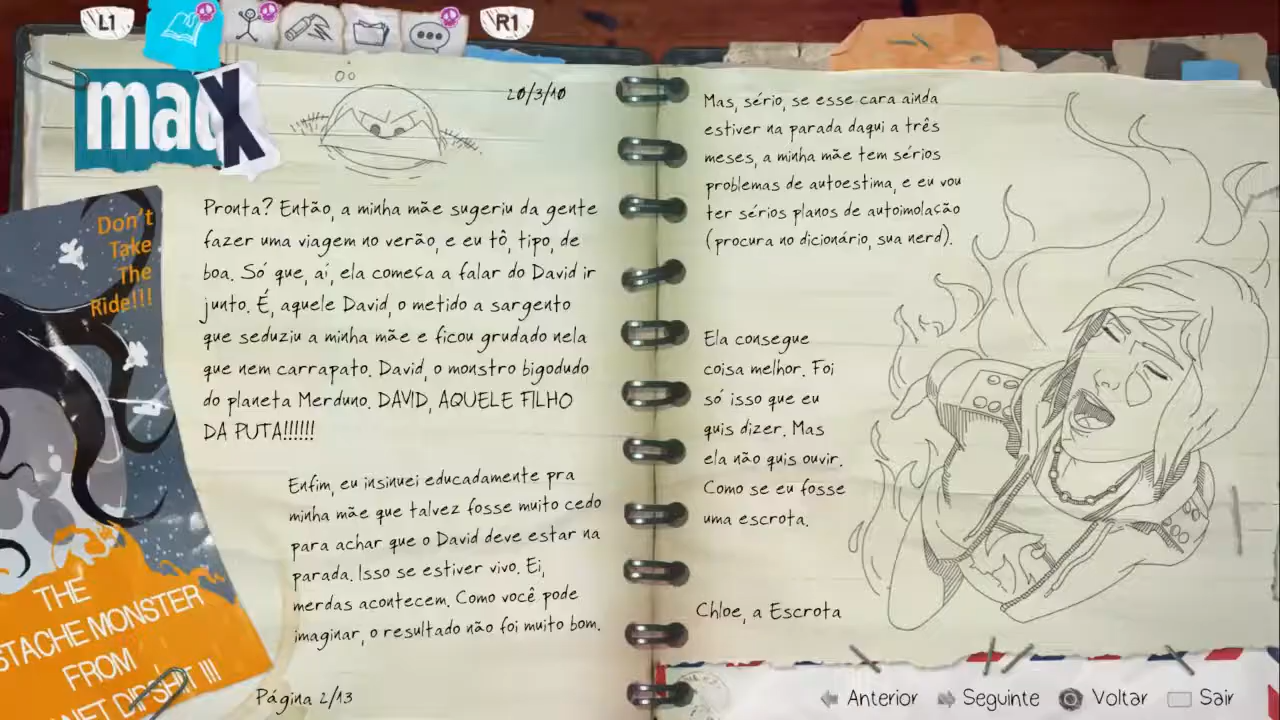 L1
R1
max
20/3/10
Don't
Take
The
Ride!!!
Pronta? Então, a minha mãe sugeriu da gente
fazer uma viagem no verão, e eu tô, tipo, de
boa. Só que, aí, ela começa a falar do David ir
junto. É, aquele David, o metido a sargento
que seduziu a minha mãe e ficou grudado nela
que nem carrapato. David, o monstro bigodudo
do planeta Merduno. DAVID, AQUELE FILHO
DA PUTA!!!!!!
Enfim, eu insinuei educadamente pra
minha mãe que talvez fosse muito cedo
para achar que o David deve estar na
parada. Isso se estiver vivo. Ei,
merdas acontecem. Como você pode
imaginar, o resultado não foi muito bom.
THE
STACHE MONSTER
FROM
NET DIPSHIT III
Página 2/13
Mas, sério, se esse cara ainda
estiver na parada daqui a três
meses, a minha mãe tem sérios
problemas de autoestima, e eu vou
ter sérios planos de autoimolação
(procura no dicionário, sua nerd).
Ela consegue
coisa melhor. Foi
só isso que eu
quis dizer. Mas
ela não quis ouvir.
Como se eu fosse
uma escrota.
Chloe, a Escrota
Anterior
Seguinte
Voltar
Sair